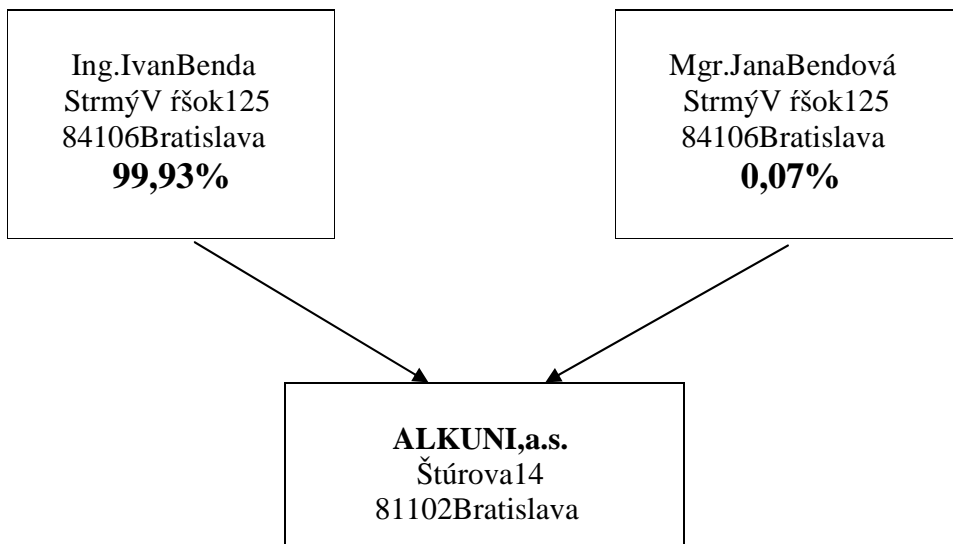 Ing.IvanBenda
StrmýV ŕšok125
84106Bratislava
99,93%
Mgr.JanaBendová
StrmýV ŕšok125
84106Bratislava
0,07%
ALKUNI,a.s.
Štúrova14
81102Bratislava